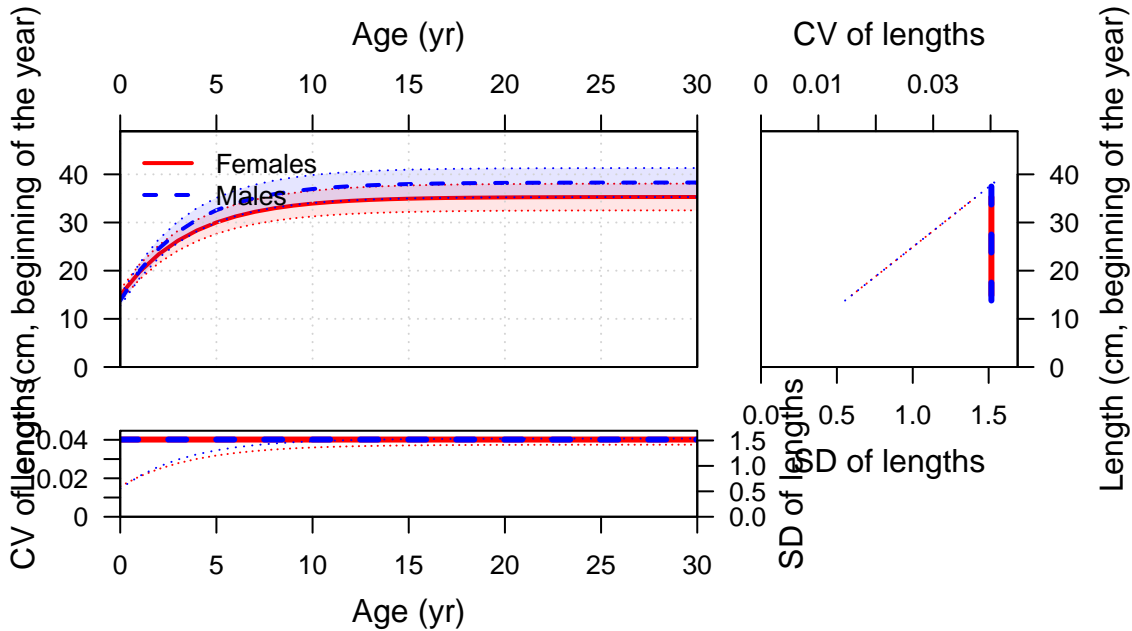 Age (yr)
CV of lengths
0 5 10 15 20 25 30
0 0.01 0.03
Length (cm, beginning of the year)
40
30
20
10
0
Females
Males
40
30
20
10
0
Length (cm, beginning of the year)
0.0 0.5 1.0 1.5
SD of lengths
CV of lengths
0.04
0.02
0
1.5
1.0
0.5
0.0
SD of lengths
0 5 10 15 20 25 30
Age (yr)